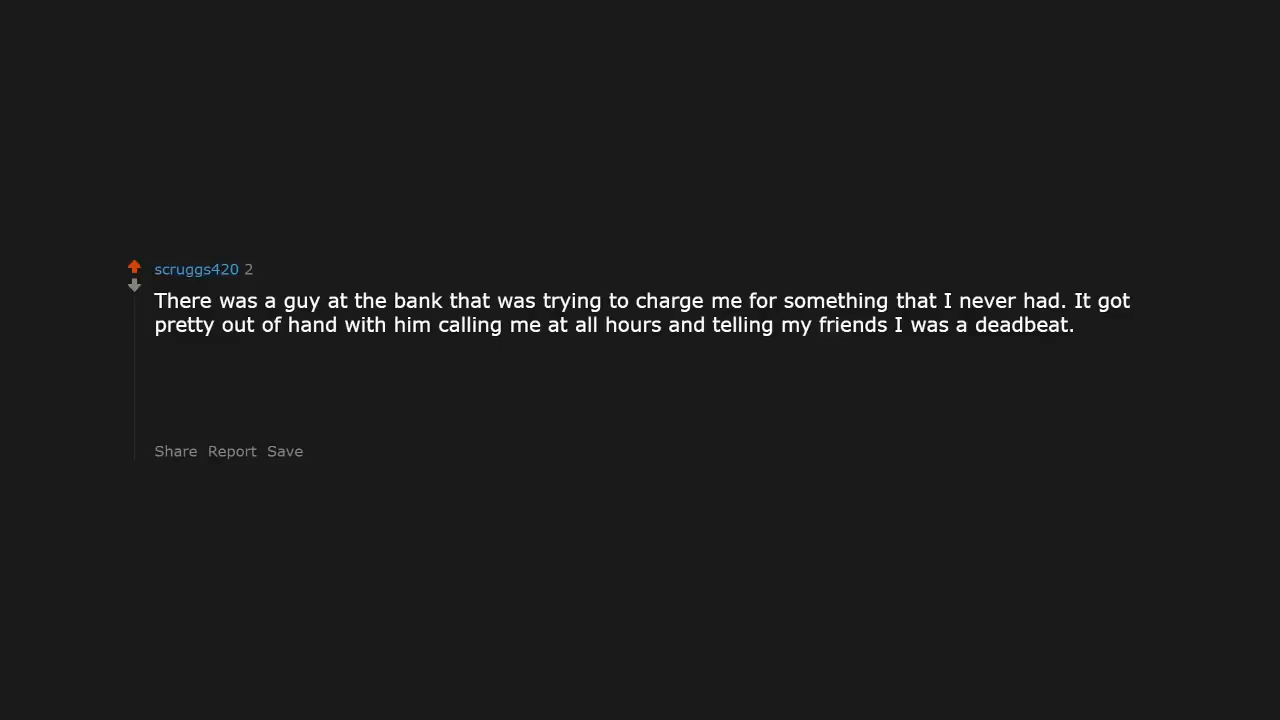 scruggs420 2
There was a guy at the bank that was trying to charge me for something that I never had. It got
pretty out of hand with him calling me at all hours and telling my friends I was a deadbeat.
Share Report Save